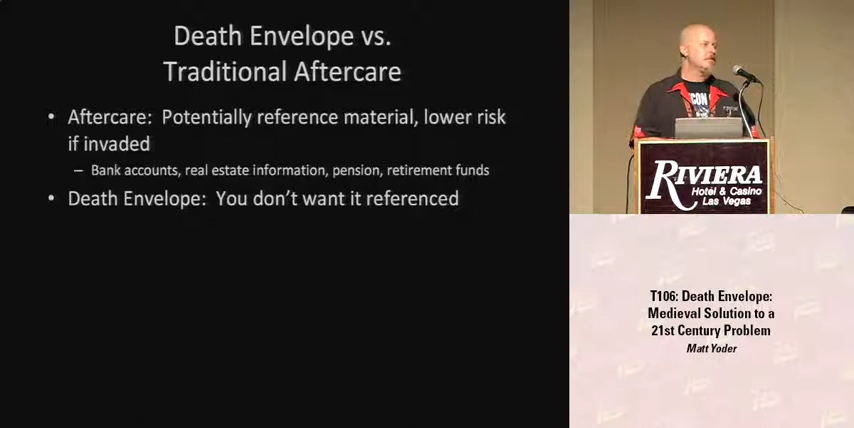 Death Envelope vs.
Traditional Aftercare
• Aftercare: Potentially reference material, lower risk
if invaded
– Bank accounts, real estate information, pension, retirement funds
• Death Envelope: You don't want it referenced
RIVIERA
Hotel & Casino
Las Vegas
T106: Death Envelope:
Medieval Solution to a
21st Century Problem
Matt Yoder